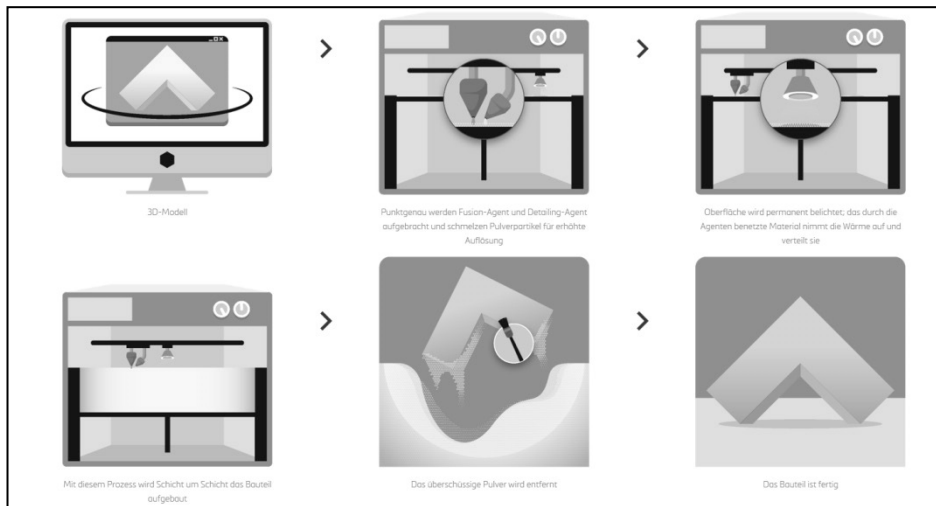 3D-Modell
Punktgenau werden Fusion-Agent und Detailing-Agent
aufgebracht und schmelzen Pulverpartikel für erhöhte
Auflösung
Oberfläche wird permanent belichtet; das durch die
Agenten benetzte Material nimmt die Wärme auf und
verteilt sie
Mit diesem Prozess wird Schicht um Schicht das Bauteil
aufgebaut
Das überschüssige Pulver wird entfernt
Das Bauteil ist fertig